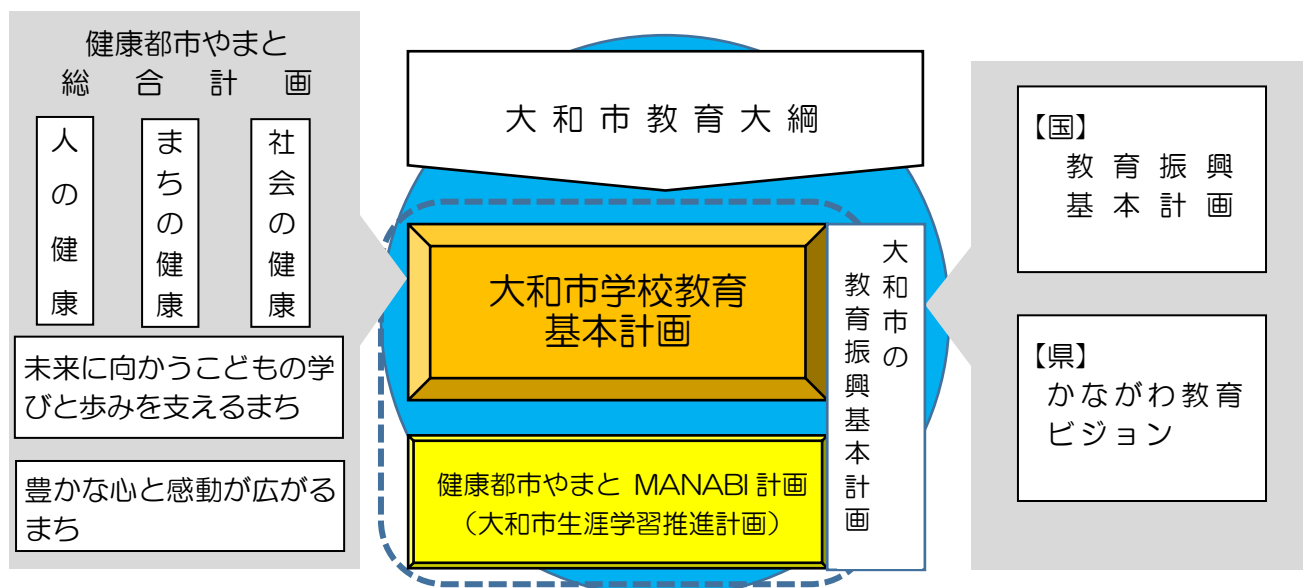 健康都市やまと
総合計画
人の健康
まちの健康
社会の健康
未来に向かうこどもの学
びと歩みを支えるまち
豊かな心と感動が広がる
まち
大和市教育大綱
大和市学校教育
基本計画
健康都市やまと MANABI 計画
（大和市生涯学習推進計画）
大和市の
教育振興基本計画
【国】
教育振興
基本計画
【県】
かながわ教育
ビジョン